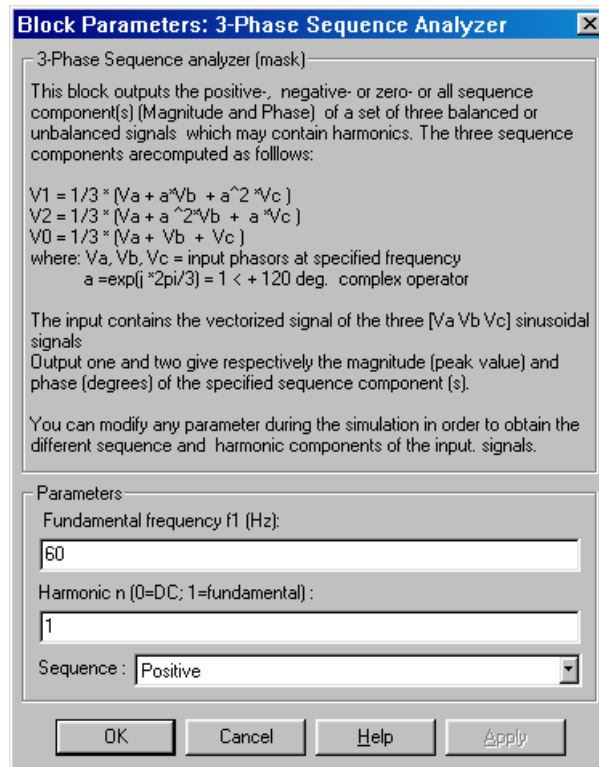 Block Parameters: 3-Phase Sequence Analyzer
3-Phase Sequence analyzer (mask)
This block outputs the positive-, negative- or zero- or all sequence
component(s) (Magnitude and Phase) of a set of three balanced or
unbalanced signals which may contain harmonics. The three sequence
components arecomputed as folllows:
V1 = 1/3 * (Va + a*Vb + a^2 *Vc )
V2 = 1/3 * (Va + a ^2*Vb + a *Vc )
V0 = 1/3 * (Va + Vb + Vc )
where: Va, Vb, Vc = input phasors at specified frequency
a =exp(j *2pi/3) = 1 < + 120 deg. complex operator
The input contains the vectorized signal of the three [Va Vb Vc] sinusoidal
signals
Output one and two give respectively the magnitude (peak value) and
phase (degrees) of the specified sequence component (s).
You can modify any parameter during the simulation in order to obtain the
different sequence and harmonic components of the input. signals.
Parameters
Fundamental frequency f1 (Hz):
60
Harmonic n (0=DC; 1=fundamental) :
1
Sequence : Positive
OK Cancel Help Apply